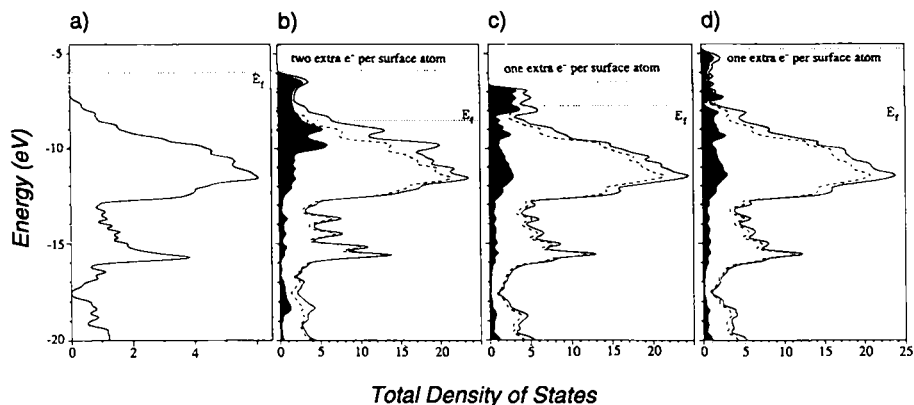 a)
b)
c)
d)
-5
-10
-15
-20
Energy (eV)
E_f
two extra e⁻ per surface atom
E_f
one extra e⁻ per surface atom
E_f
one extra e⁻ per surface atom
E_f
0 2 4
0 5 10 15 20
0 5 10 15 20
0 5 10 15 20 25
Total Density of States